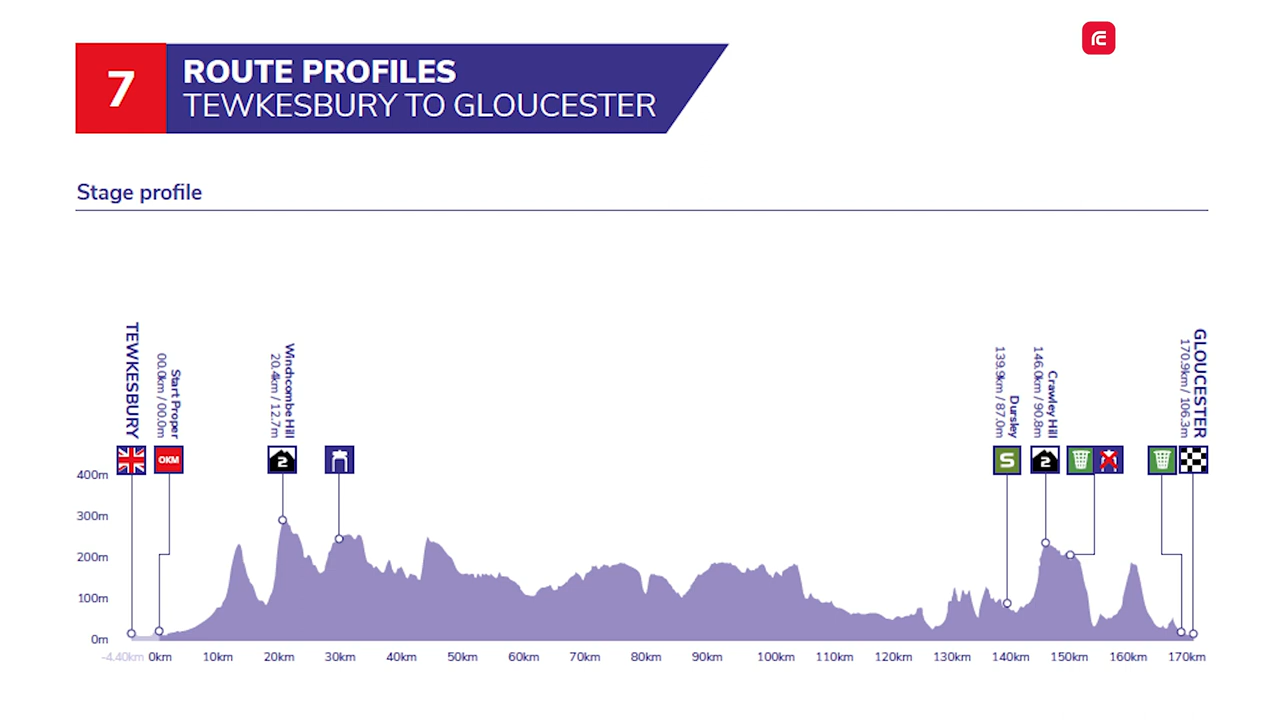 7
ROUTE PROFILES
TEWKESBURY TO GLOUCESTER
Stage profile
TEWKESBURY
Start Proper
00.0km / 00.0m
Winchcombe Hill
20.4km / 12.7m
Dursley
139.9km / 87.0m
Crawley Hill
146.0km / 90.8m
GLOUCESTER
170.9km / 106.3m
0KM
2
S
2
400m
300m
200m
100m
0m
-4.40km 0km 10km 20km 30km 40km 50km 60km 70km 80km 90km 100km 110km 120km 130km 140km 150km 160km 170km